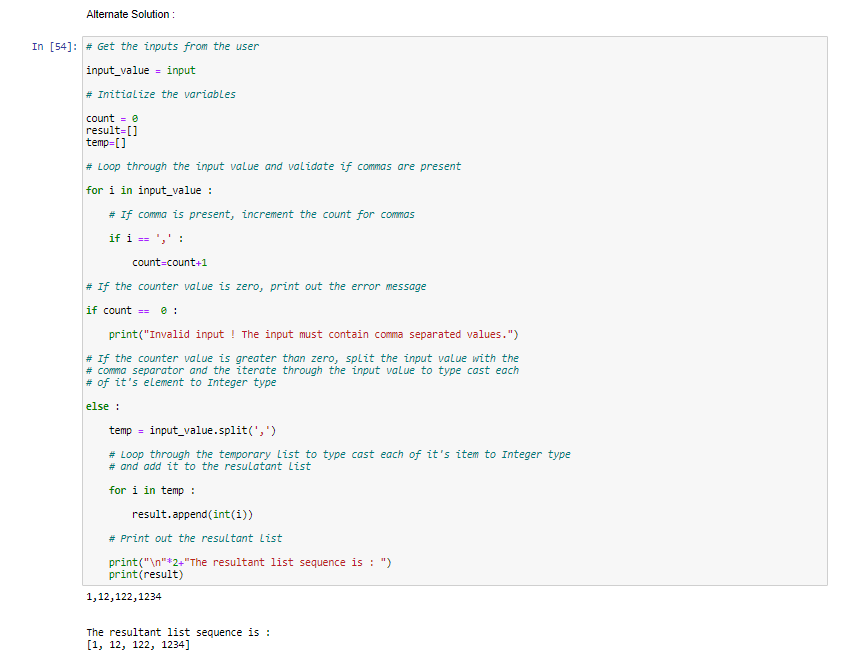 Alternate Solution :
In [54]: # Get the inputs from the user
input_value = input
# Initialize the variables
count = 0
result=[]
temp=[]
# Loop through the input value and validate if commas are present
for i in input_value :
# If comma is present, increment the count for commas
if i == ',' :
count=count+1
# If the counter value is zero, print out the error message
if count ==  0 :
print("Invalid input ! The input must contain comma separated values.")
# If the counter value is greater than zero, split the input value with the
# comma separator and the iterate through the input value to type cast each
# of it's element to Integer type
else :
temp = input_value.split(',')
# Loop through the temporary list to type cast each of it's item to Integer type
# and add it to the resulatant list
for i in temp :
result.append(int(i))
# Print out the resultant list
print("\n"*2+"The resultant list sequence is : ")
print(result)
1,12,122,1234
The resultant list sequence is :
[1, 12, 122, 1234]